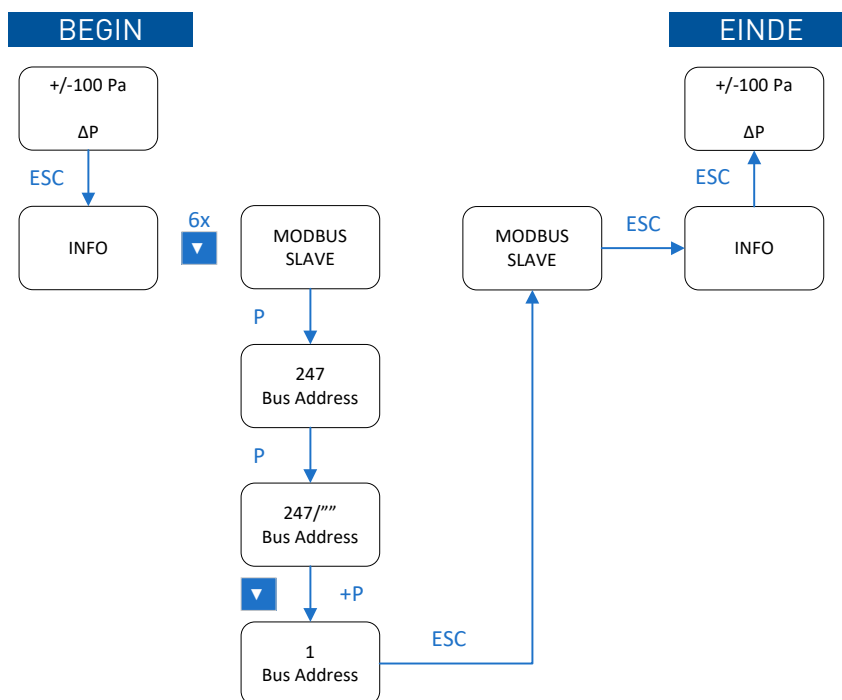 BEGIN
EINDE
+/-100 Pa
ΔP
+/-100 Pa
ΔP
ESC
ESC
INFO
6x
▼
MODBUS
SLAVE
MODBUS
SLAVE
ESC
INFO
P
247
Bus Address
P
247/””
Bus Address
▼
+P
1
Bus Address
ESC